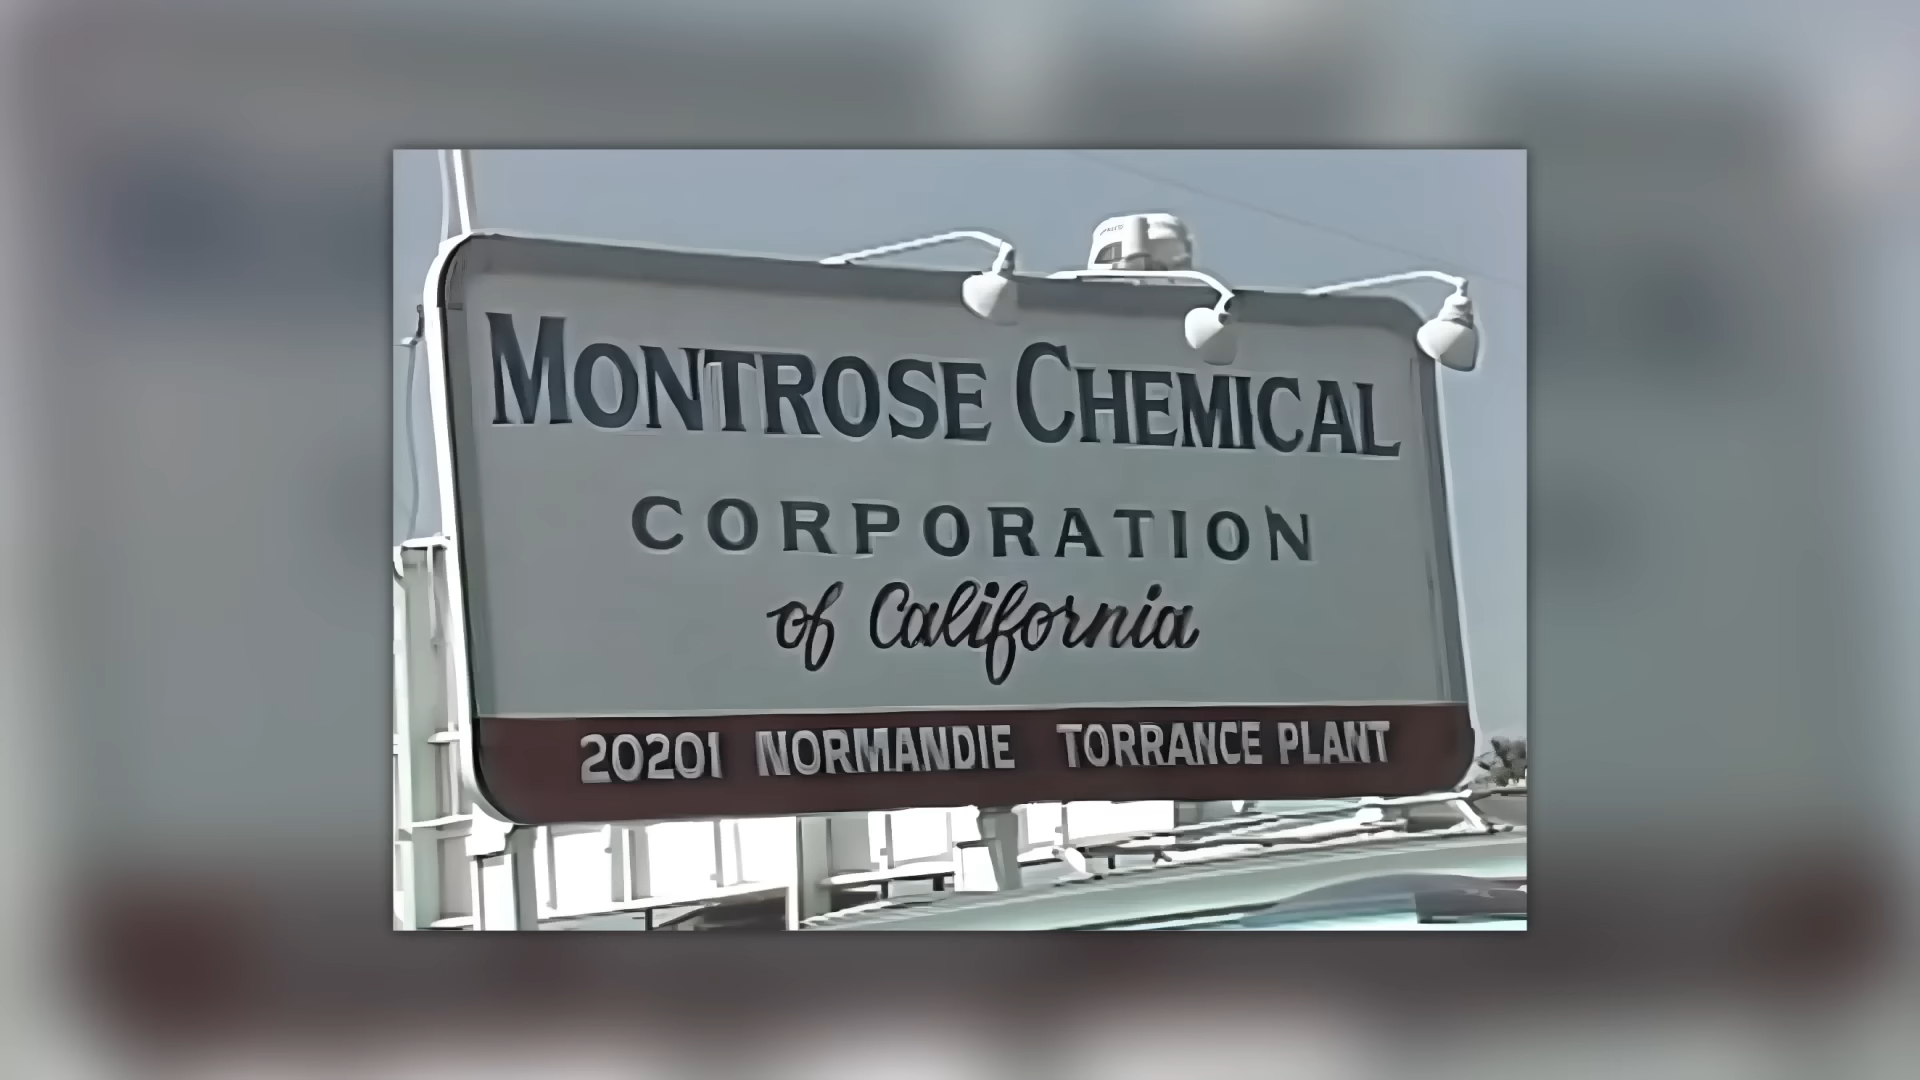 MONTROSE CHEMICAL
CORPORATION
of California
20201 NORMANDIE TORRANCE PLANT